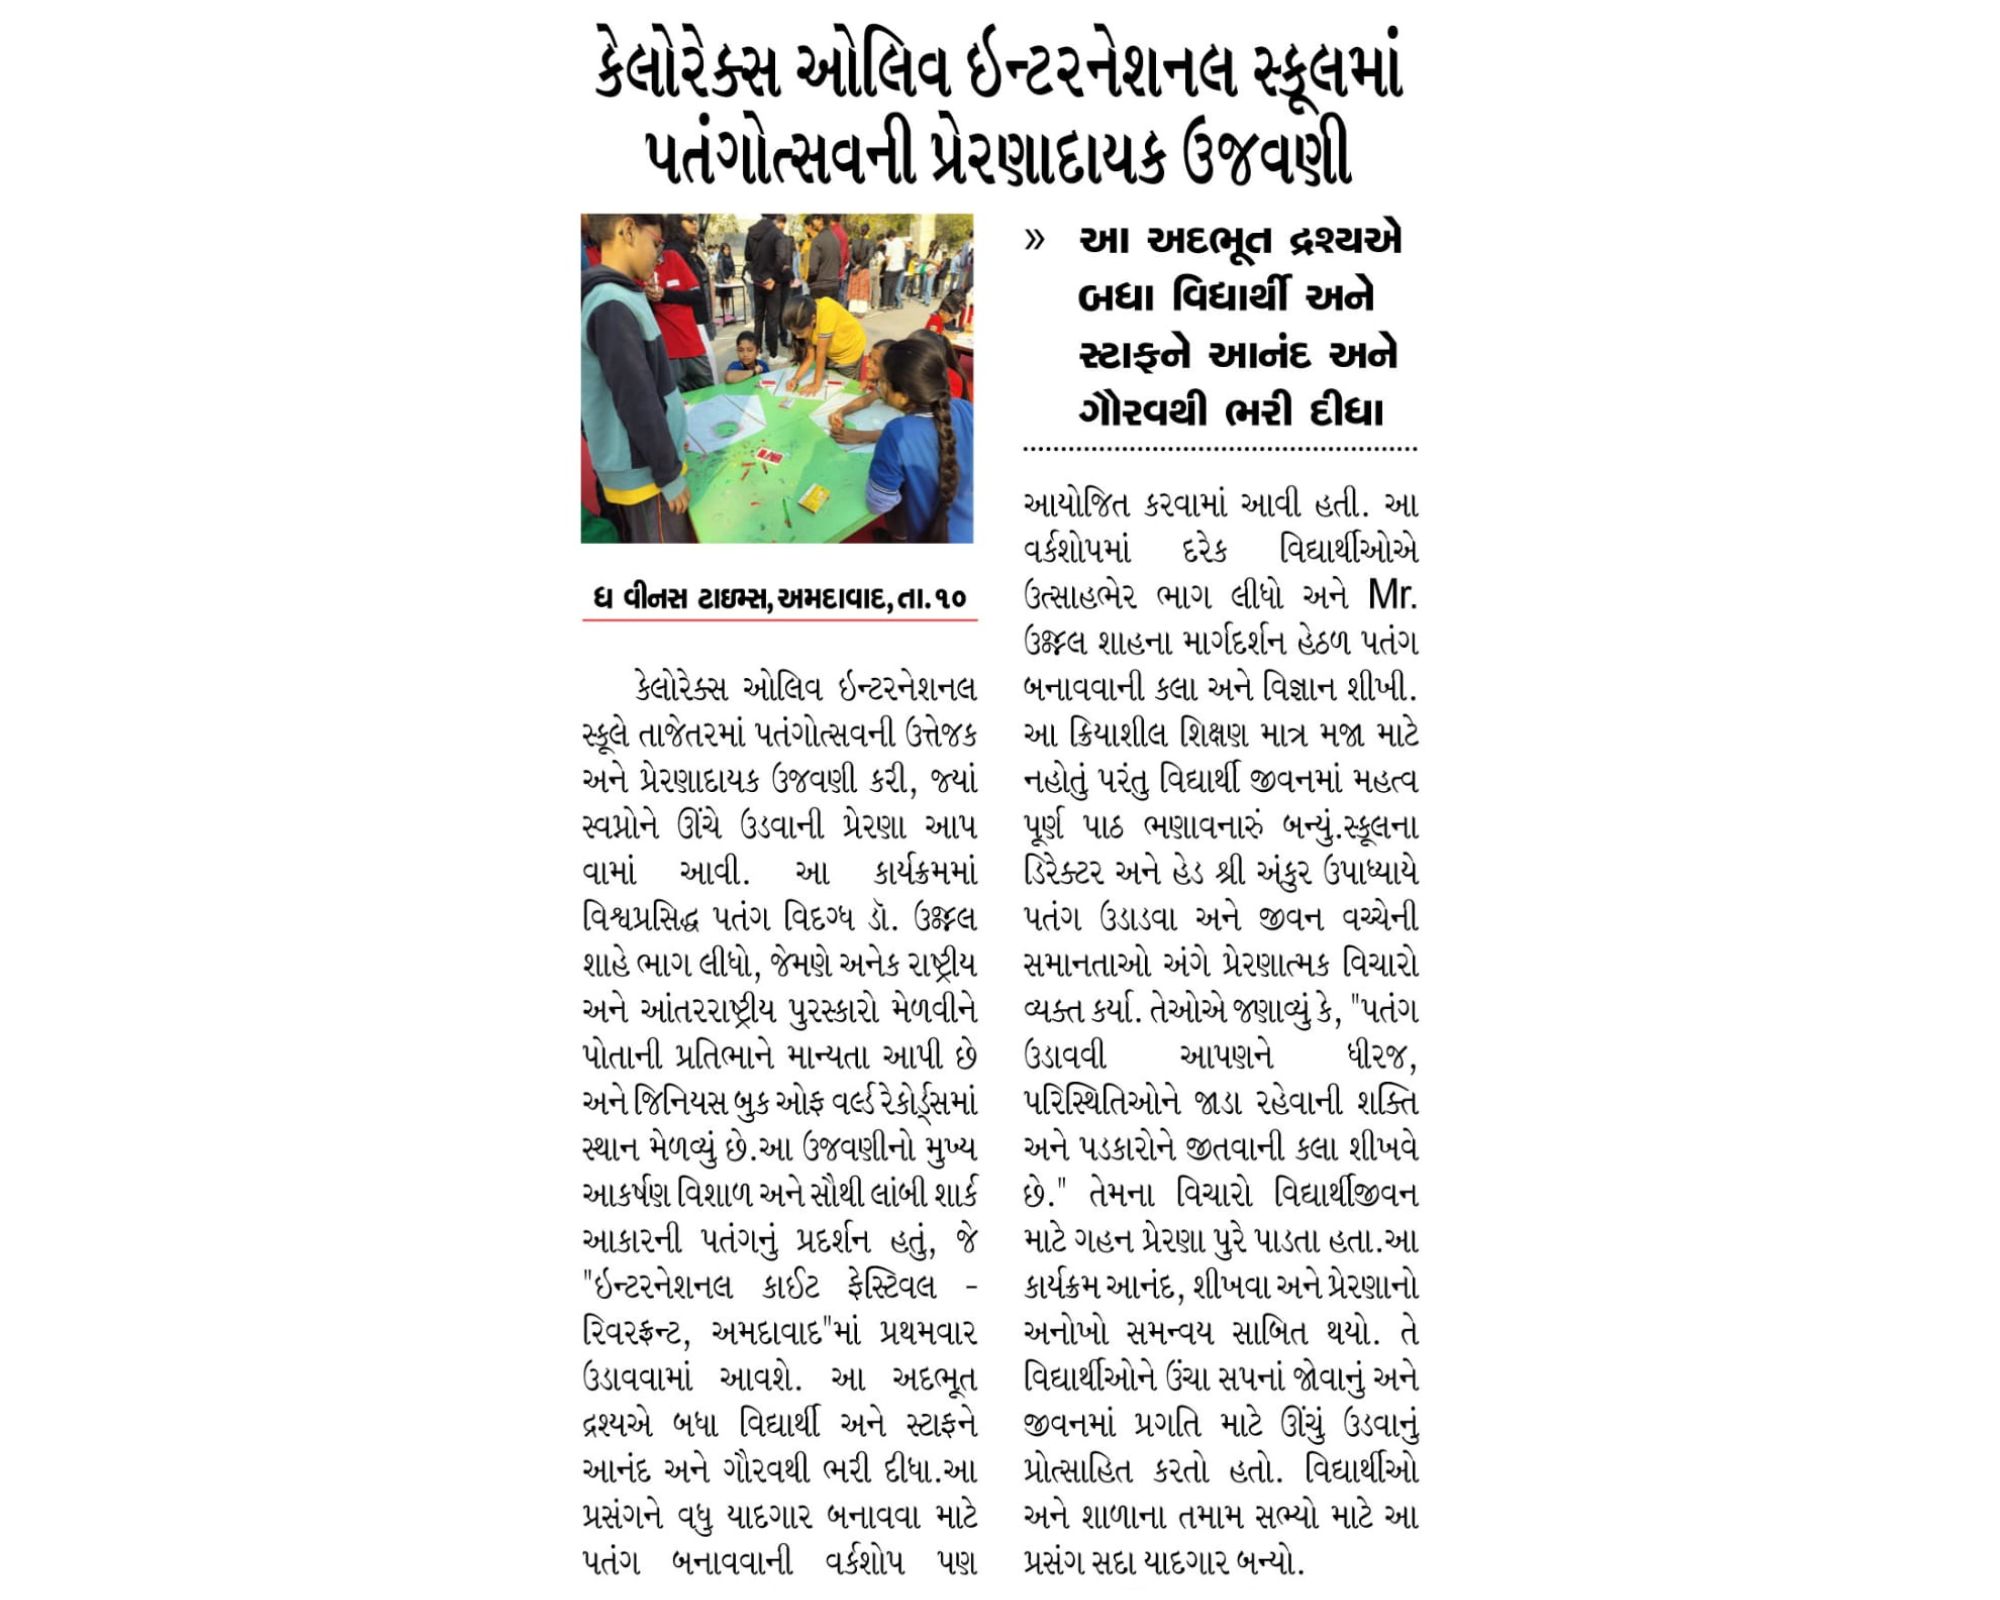 કેલોરેક્સ ઓલિવ ઇન્ટરનેશનલ સ્કૂલમાં
પતંગોત્સવની પ્રેરણાદાયક ઉજવણી
» આ અદભૂત દ્રશ્યએ
બધા વિદ્યાર્થી અને
સ્ટાફને આનંદ અને
ગૌરવથી ભરી દીધા
ધ વીનસ ટાઇમ્સ,અમદાવાદ,તા.૧૦
કેલોરેક્સ ઓલિવ ઇન્ટરનેશનલ
સ્કૂલે તાજેતરમાં પતંગોત્સવની ઉત્તેજક
અને પ્રેરણાદાયક ઉજવણી કરી, જ્યાં
સ્વપ્નોને ઊંચે ઉડવાની પ્રેરણા આપ
વામાં આવી. આ કાર્યક્રમમાં
વિશ્વપ્રસિદ્ધ પતંગ વિદગ્ધ ડૉ.
શાહે ભાગ લીધો, જેમણે અનેક રાષ્ટ્રીય
અને આંતરરાષ્ટ્રીય પુરસ્કારો મેળવીને
પોતાની પ્રતિભાને માન્યતા આપી છે
અને જિનિયસ બુક ઓફ વર્લ્ડ રેકોર્ડ્સમાં
સ્થાન મેળવ્યું છે.આ ઉજવણીનો મુખ્ય
આકર્ષણ વિશાળ અને સૌથી લાંબી શાર્ક
આકારની પતંગનું પ્રદર્શન હતું, જે
"ઇન્ટરનેશનલ કાઈટ ફેસ્ટિવલ -
રિવરફ્રન્ટ, અમદાવાદ"માં પ્રથમવાર
ઉડાવવામાં આવશે. આ અદભૂત
દ્રશ્યએ બધા વિદ્યાર્થી અને સ્ટાફને
આનંદ અને ગૌરવથી ભરી દીધા.આ
પ્રસંગને વધુ યાદગાર બનાવવા માટે
પતંગ બનાવવાની વર્કશોપ પણ
આયોજિત કરવામાં આવી હતી. આ
વર્કશોપમાં દરેક વિદ્યાર્થીઓએ
ઉત્સાહભેર ભાગ લીધો અને Mr.
શાહના માર્ગદર્શન હેઠળ પતંગ
બનાવવાની કલા અને વિજ્ઞાન શીખી.
આ ક્રિયાશીલ શિક્ષણ માત્ર મજા માટે
નહોતું પરંતુ વિદ્યાર્થી જીવનમાં મહત્વ
પૂર્ણ પાઠ ભણાવનારું બન્યું.સ્કૂલના
ડિરેક્ટર અને હેડ શ્રી અંકુર ઉપાધ્યાયે
પતંગ ઉડાડવા અને જીવન વચ્ચેની
સમાનતાઓ અંગે પ્રેરણાત્મક વિચારો
વ્યક્ત કર્યા. તેઓએ જણાવ્યું કે, "પતંગ
ઉડાવવી આપણને ધીરજ,
પરિસ્થિતિઓને જાડા રહેવાની શક્તિ
અને પડકારોને જીતવાની કલા શીખવે
છે." તેમના વિચારો વિદ્યાર્થીજીવન
માટે ગહન પ્રેરણા પુરે પાડતા હતા.આ
કાર્યક્રમ આનંદ, શીખવા અને પ્રેરણાનો
અનોખો સમન્વય સાબિત થયો. તે
વિદ્યાર્થીઓને ઉંચા સપનાં જોવાનું અને
જીવનમાં પ્રગતિ માટે ઊંચું ઉડવાનું
પ્રોત્સાહિત કરતો હતો. વિદ્યાર્થીઓ
અને શાળાના તમામ સભ્યો માટે આ
પ્રસંગ સદા યાદગાર બન્યો.